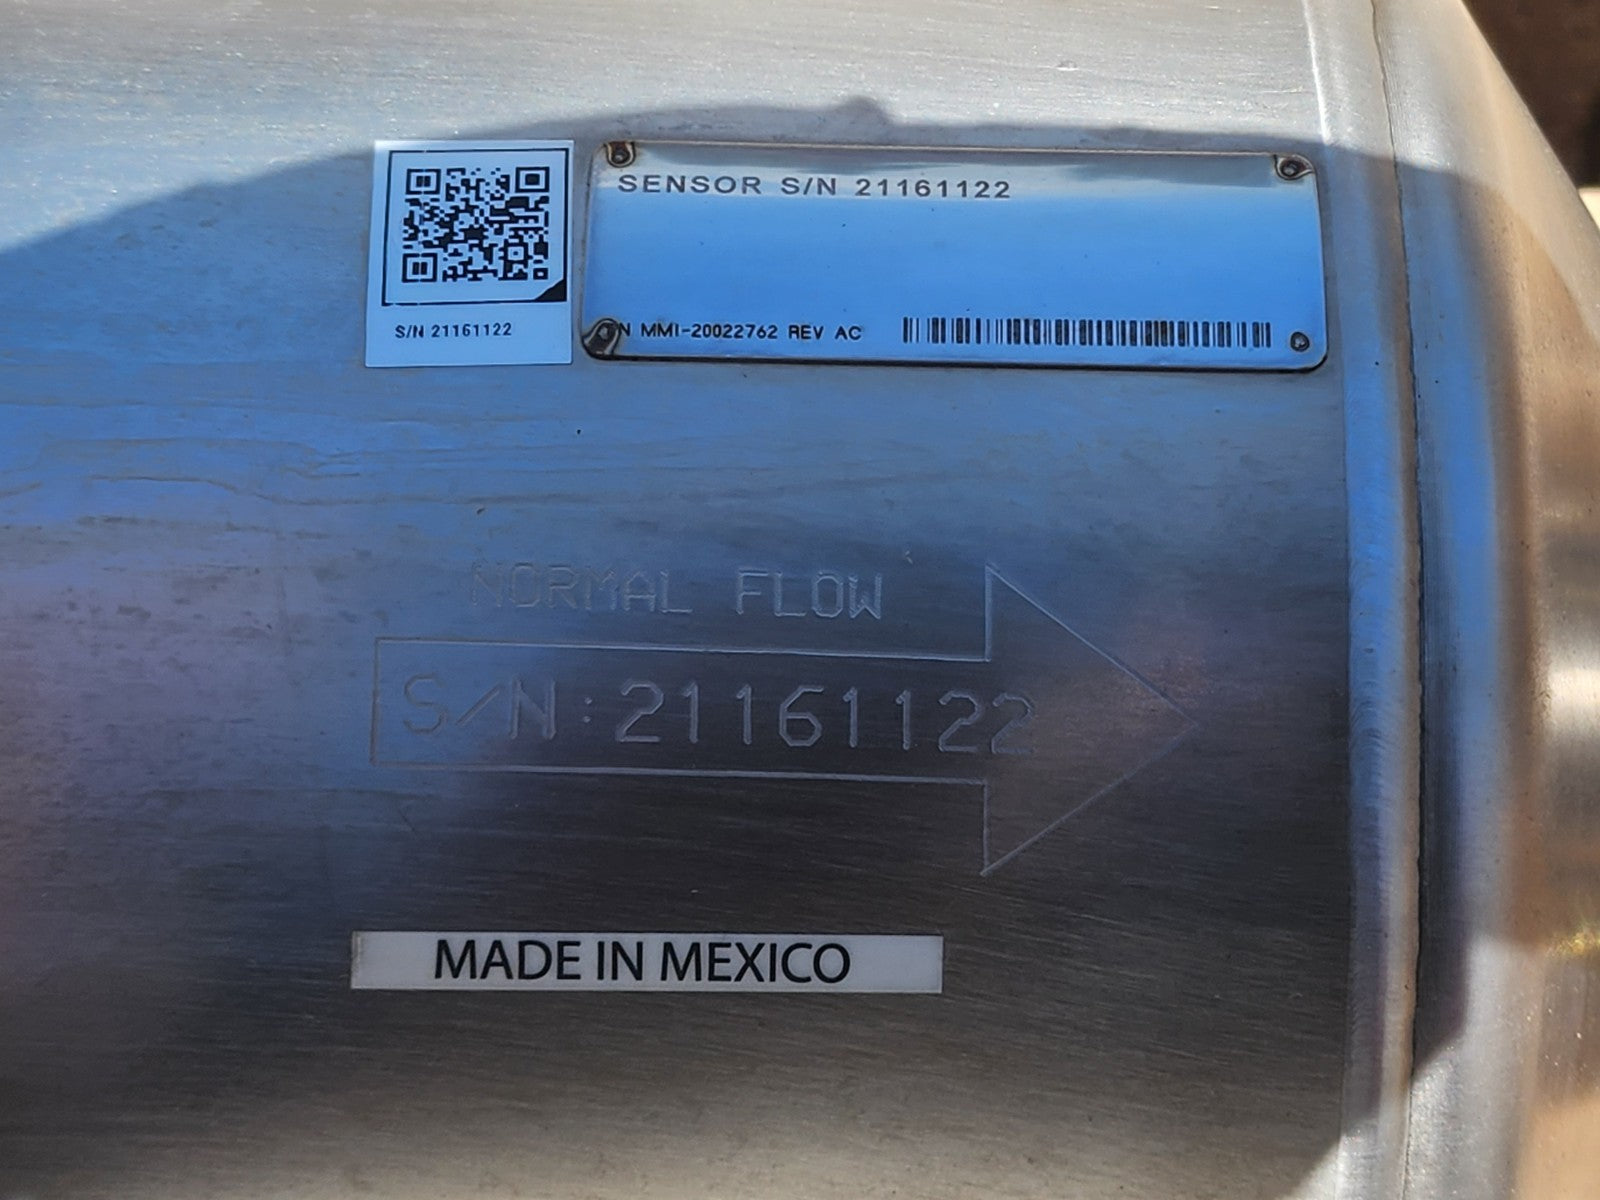 SENSOR S/N 21161122
S/N 21161122
N MMI-20022762 REV AC
NORMAL FLOW
S/N:21161122
MADE IN MEXICO